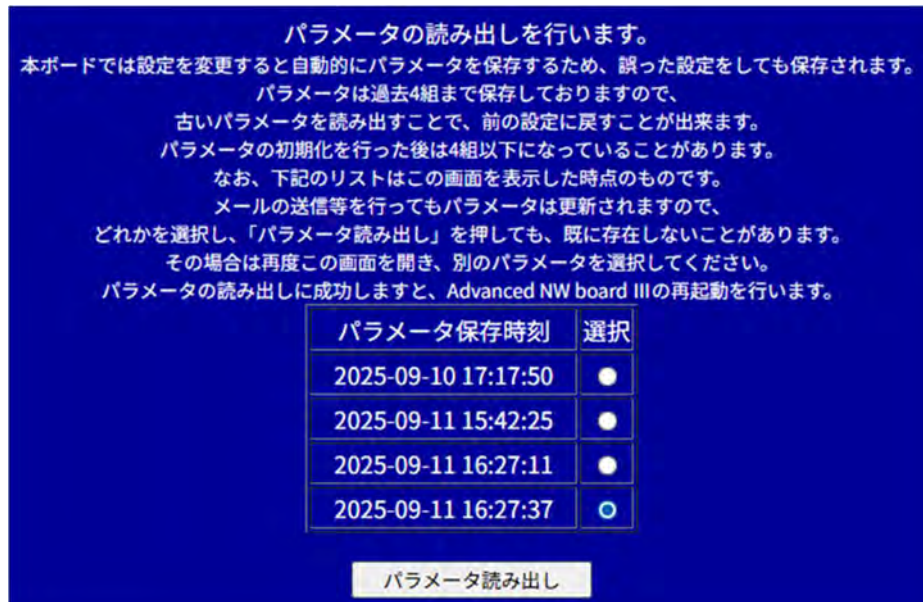 パラメータの読み出しを行います。
本ボードでは設定を変更すると自動的にパラメータを保存するため、誤った設定をしても保存されます。
パラメータは過去4組まで保存しておりますので、
古いパラメータを読み出すことで、前の設定に戻すことが出来ます。
パラメータの初期化を行った後は4組以下になっていることがあります。
なお、下記のリストはこの画面を表示した時点のものです。
メールの送信等を行ってもパラメータは更新されますので、
どれかを選択し、「パラメータ読み出し」を押しても、既に存在しないことがあります。
その場合は再度この画面を開き、別のパラメータを選択してください。
パラメータの読み出しに成功しますと、Advanced NW board IIIの再起動を行います。
パラメータ保存時刻 選択
2025-09-10 17:17:50
2025-09-11 15:42:25
2025-09-11 16:27:11
2025-09-11 16:27:37
パラメータ読み出し